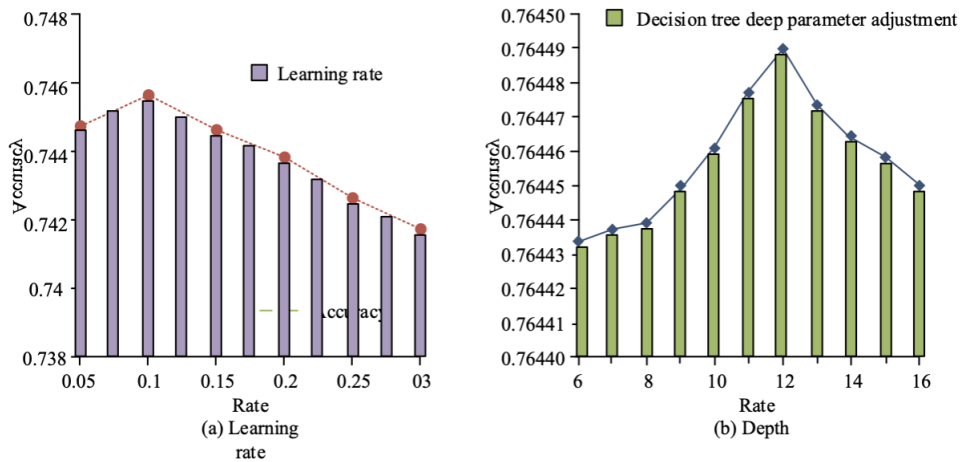 0.748
0.746
0.744
0.742
0.74
0.738
Accuracy
Learning rate
Accuracy
0.05
0.1
0.15
0.2
0.25
03
Rate
(a) Learning
rate
0.76450
0.76449
0.76449
0.76447
0.76446
0.76445
0.76444
0.76444
0.76442
0.76441
0.76440
Accuracy
Decision tree deep parameter adjustment
6
8
10
12
14
16
Rate
(b) Depth